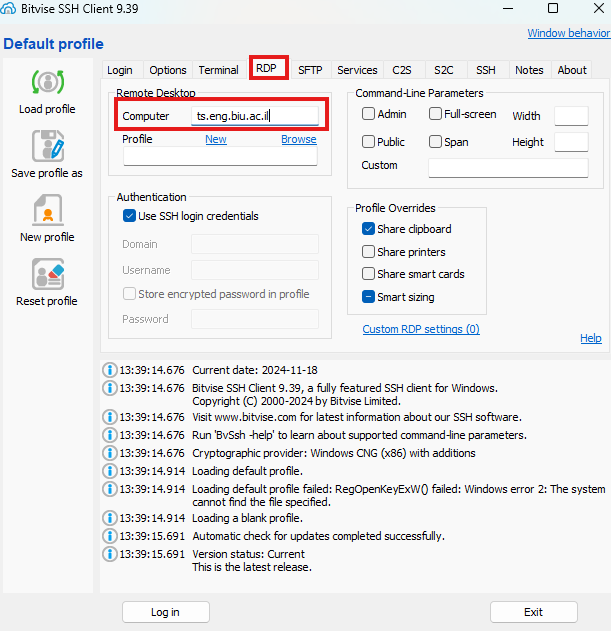 Bitvise SSH Client 9.39
Window behavior
Default profile
Load profile
Save profile as
New profile
Reset profile
Login Options Terminal RDP SFTP Services C2S S2C SSH Notes About
Remote Desktop
Computer ts.eng.biu.ac.il
Profile New Browse
Authentication
Use SSH login credentials
Domain
Username
Store encrypted password in profile
Password
Command-Line Parameters
Admin Full-screen Width
Public Span Height
Custom
Profile Overrides
Share clipboard
Share printers
Share smart cards
Smart sizing
Custom RDP settings (0)
Help
13:39:14.676 Current date: 2024-11-18
13:39:14.676 Bitvise SSH Client 9.39, a fully featured SSH client for Windows.
Copyright (C) 2000-2024 by Bitvise Limited.
13:39:14.676 Visit www.bitvise.com for latest information about our SSH software.
13:39:14.676 Run 'BvSsh -help' to learn about supported command-line parameters.
13:39:14.676 Cryptographic provider: Windows CNG (x86) with additions
13:39:14.914 Loading default profile.
13:39:14.914 Loading default profile failed: RegOpenKeyExW() failed: Windows error 2: The system
cannot find the file specified.
13:39:14.914 Loading a blank profile.
13:39:15.691 Automatic check for updates completed successfully.
13:39:15.691 Version status: Current
This is the latest release.
Log in
Exit